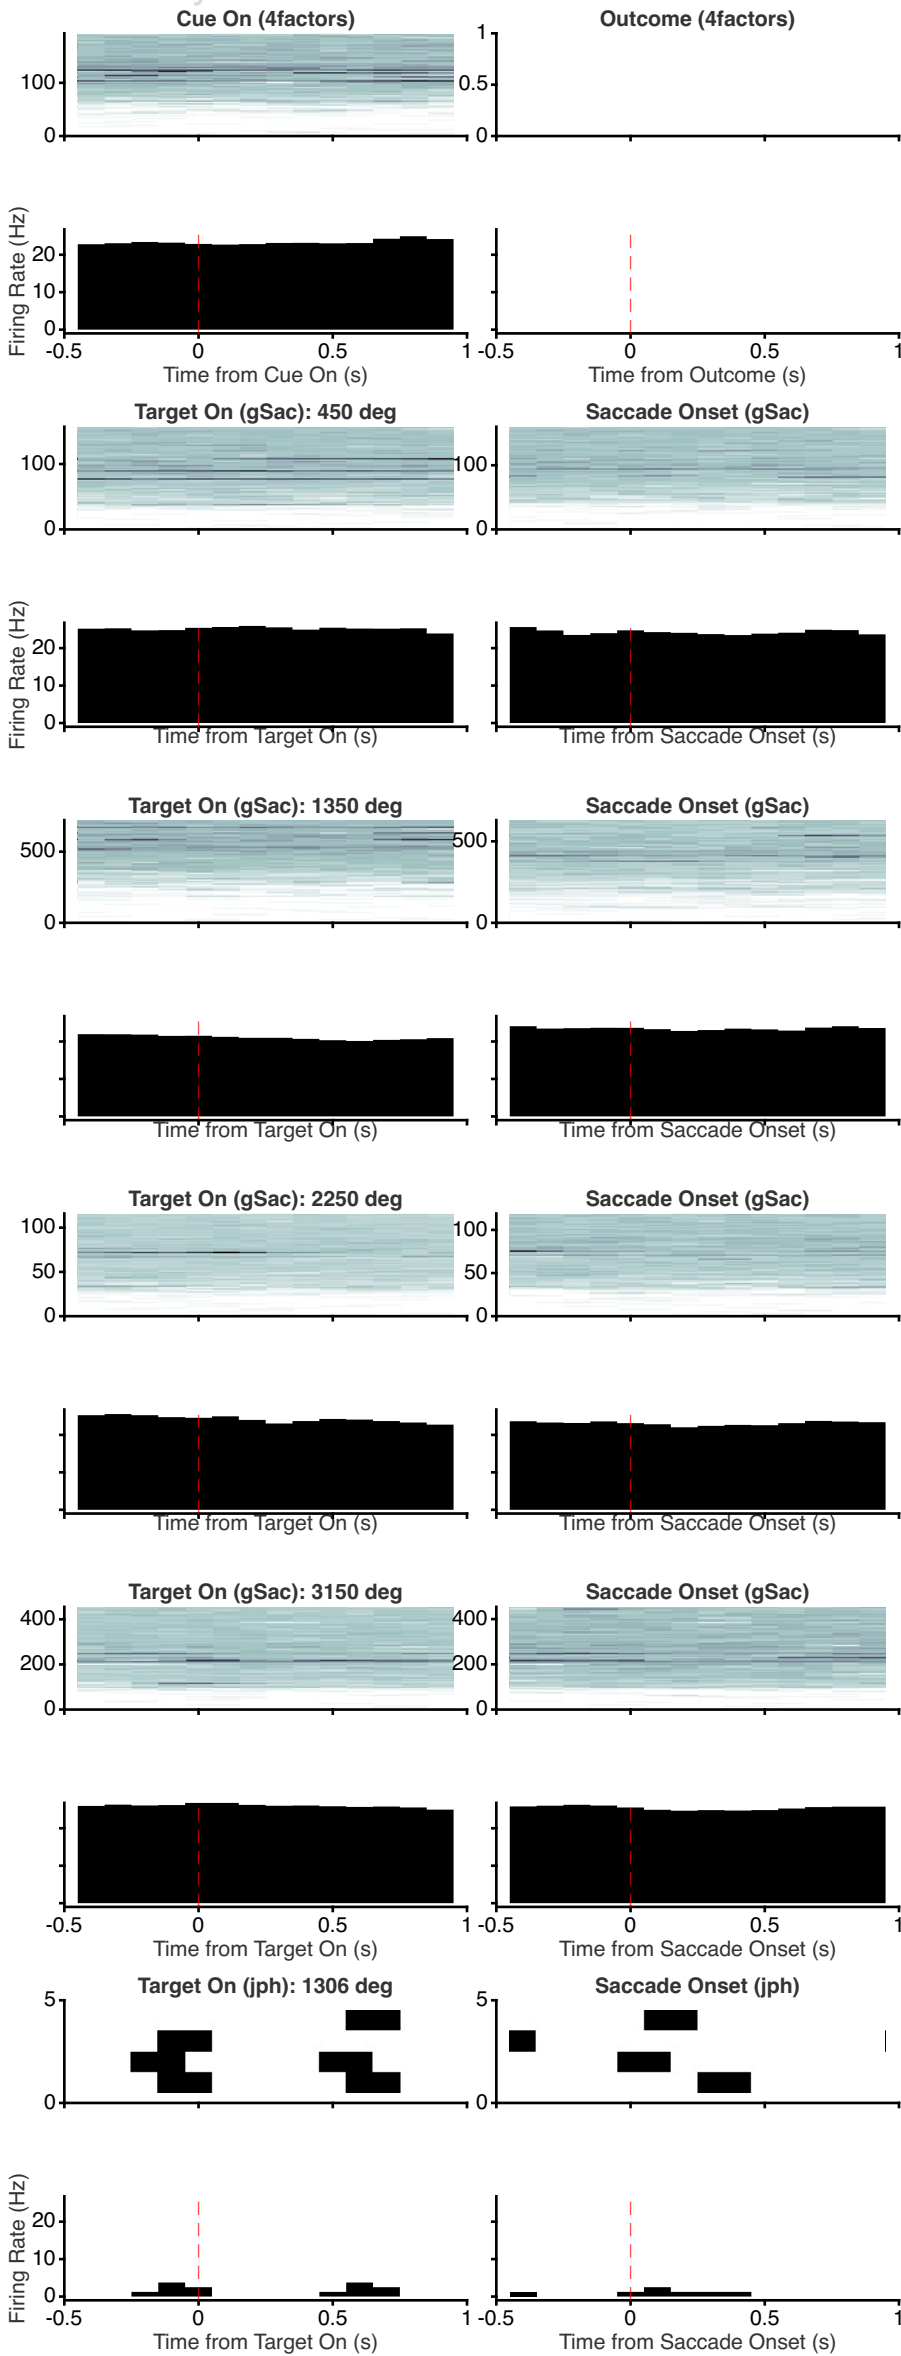 Cue On (4factors)
Outcome (4factors)
100
0
1
0.5
0
Firing Rate (Hz)
20
10
0
-0.5 0 0.5 1
Time from Cue On (s)
-0.5 0 0.5 1
Time from Outcome (s)
Target On (gSac): 450 deg
Saccade Onset (gSac)
100
0
100
0
Firing Rate (Hz)
20
10
0
Time from Target On (s)
Time from Saccade Onset (s)
Target On (gSac): 1350 deg
Saccade Onset (gSac)
500
0
500
0
Time from Target On (s)
Time from Saccade Onset (s)
Target On (gSac): 2250 deg
Saccade Onset (gSac)
100
50
0
100
50
0
Time from Target On (s)
Time from Saccade Onset (s)
Target On (gSac): 3150 deg
Saccade Onset (gSac)
400
200
0
400
200
0
-0.5 0 0.5 1
Time from Target On (s)
-0.5 0 0.5 1
Time from Saccade Onset (s)
Target On (jph): 1306 deg
Saccade Onset (jph)
5
0
5
0
Firing Rate (Hz)
20
10
0
-0.5 0 0.5 1
Time from Target On (s)
-0.5 0 0.5 1
Time from Saccade Onset (s)